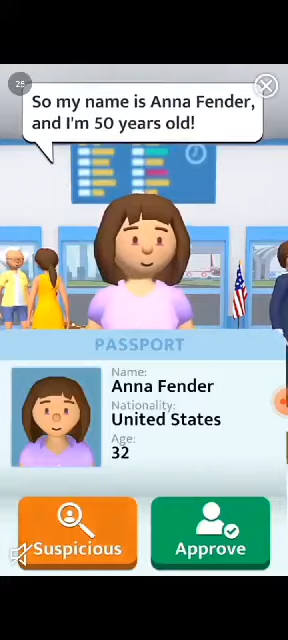 26
So my name is Anna Fender,
and I'm 50 years old!
PASSPORT
Name:
Anna Fender
Nationality:
United States
Age:
32
Suspicious
Approve